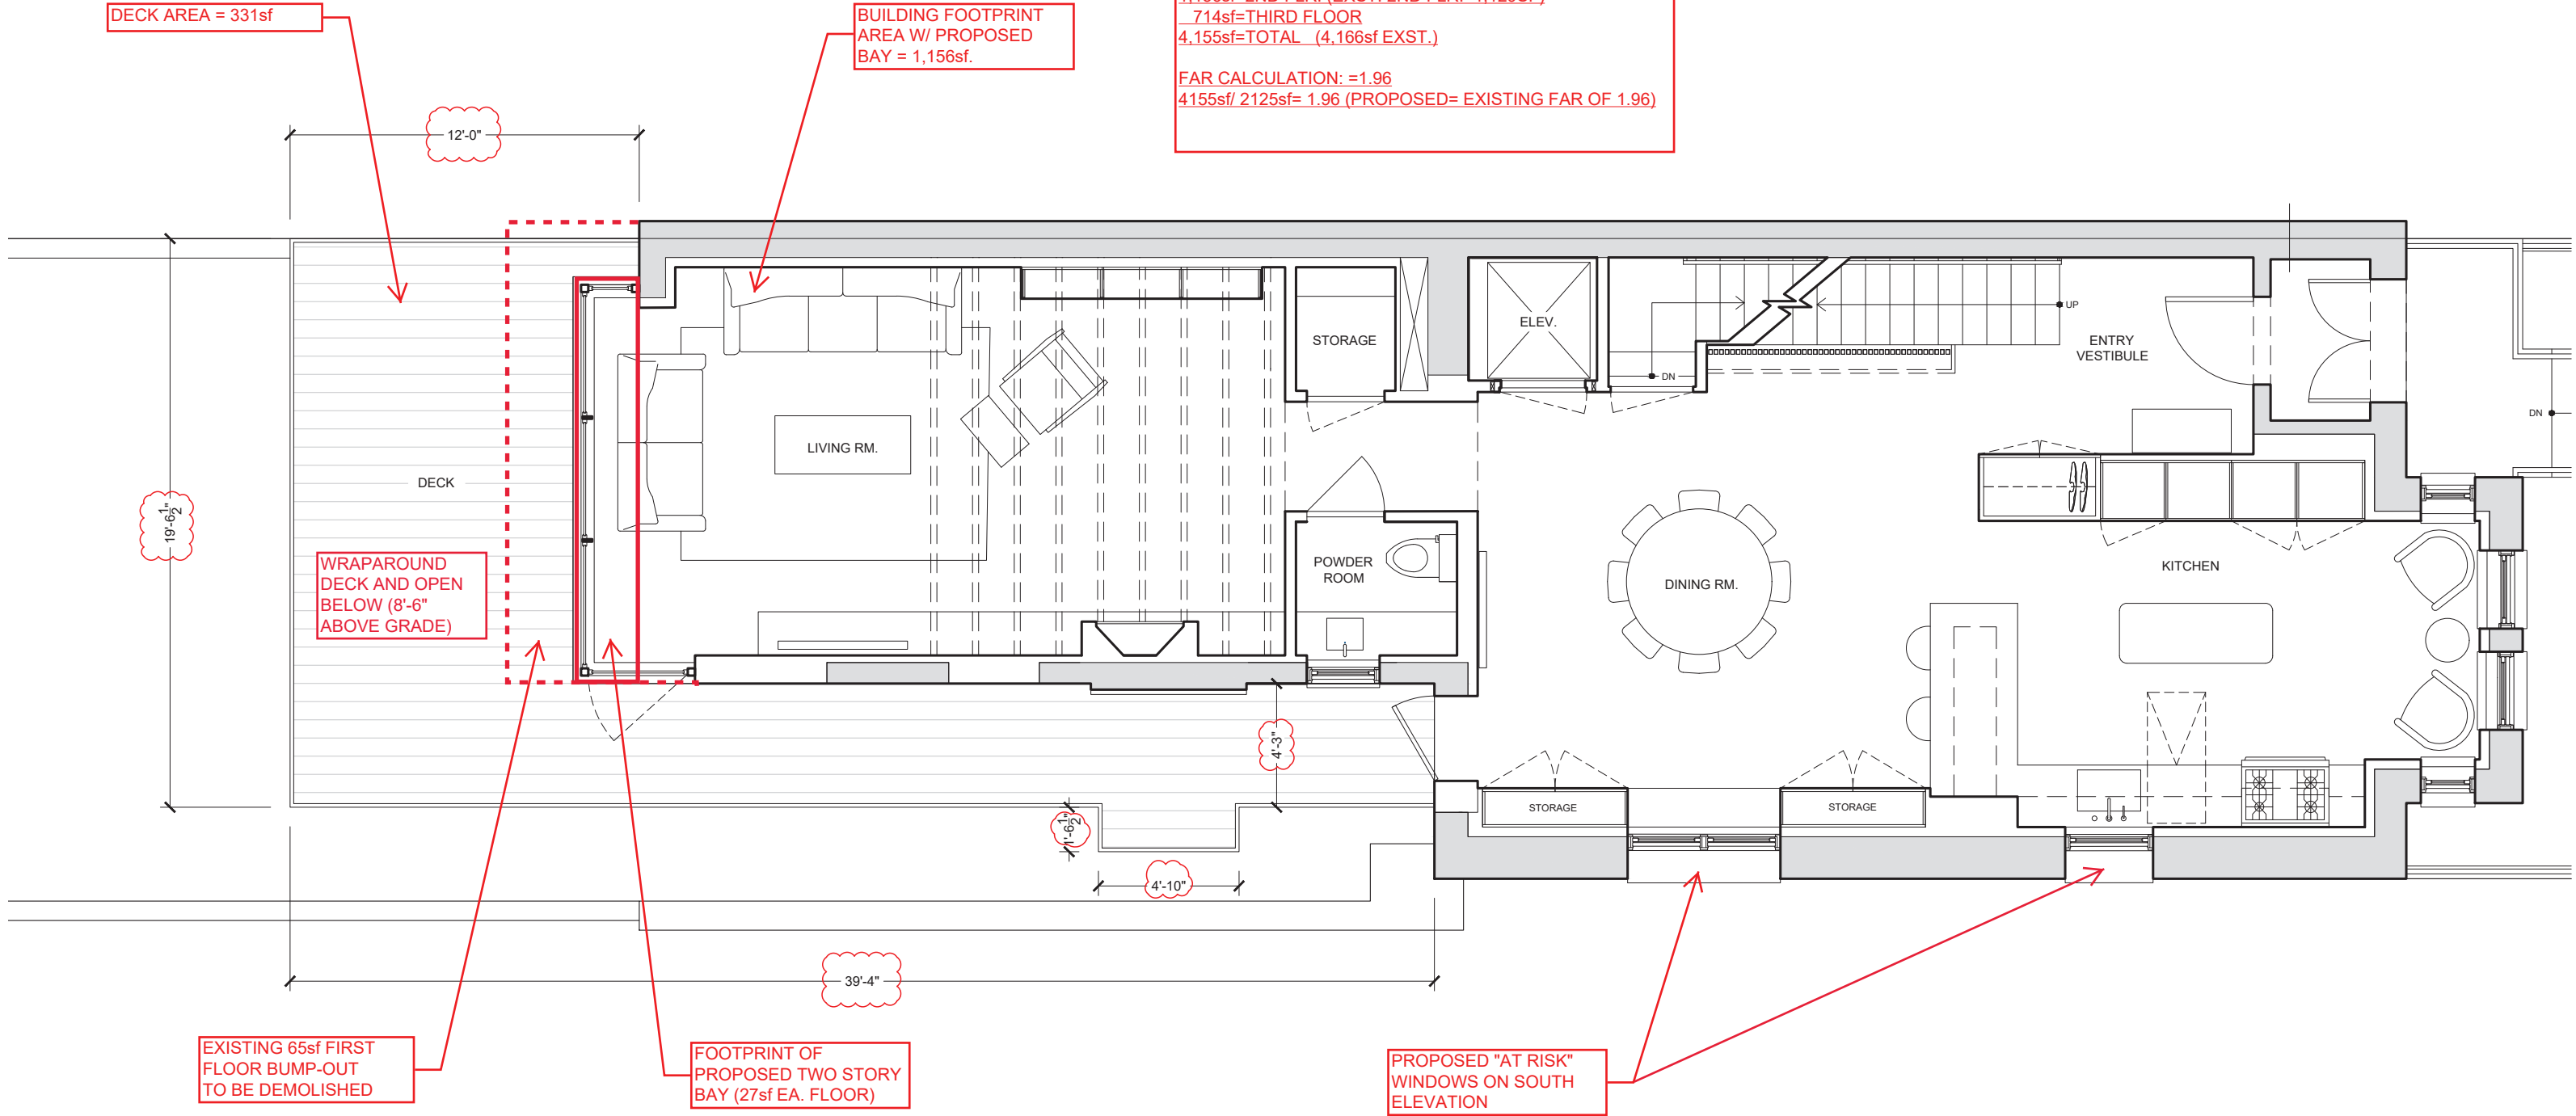 DECK AREA = 331sf
BUILDING FOOTPRINT
AREA W/ PROPOSED
BAY = 1,156sf.
714sf=THIRD FLOOR
4,155sf=TOTAL (4,166sf EXST.)
FAR CALCULATION: =1.96
4155sf/ 2125sf= 1.96 (PROPOSED= EXISTING FAR OF 1.96)
12'-0"
19'-6 1/2"
DECK
WRAPAROUND
DECK AND OPEN
BELOW (8'-6"
ABOVE GRADE)
LIVING RM.
STORAGE
ELEV.
DN
UP
ENTRY
VESTIBULE
DN
POWDER
ROOM
DINING RM.
KITCHEN
4'-3"
STORAGE
STORAGE
1'-6 1/2"
4'-10"
39'-4"
EXISTING 65sf FIRST
FLOOR BUMP-OUT
TO BE DEMOLISHED
FOOTPRINT OF
PROPOSED TWO STORY
BAY (27sf EA. FLOOR)
PROPOSED "AT RISK"
WINDOWS ON SOUTH
ELEVATION